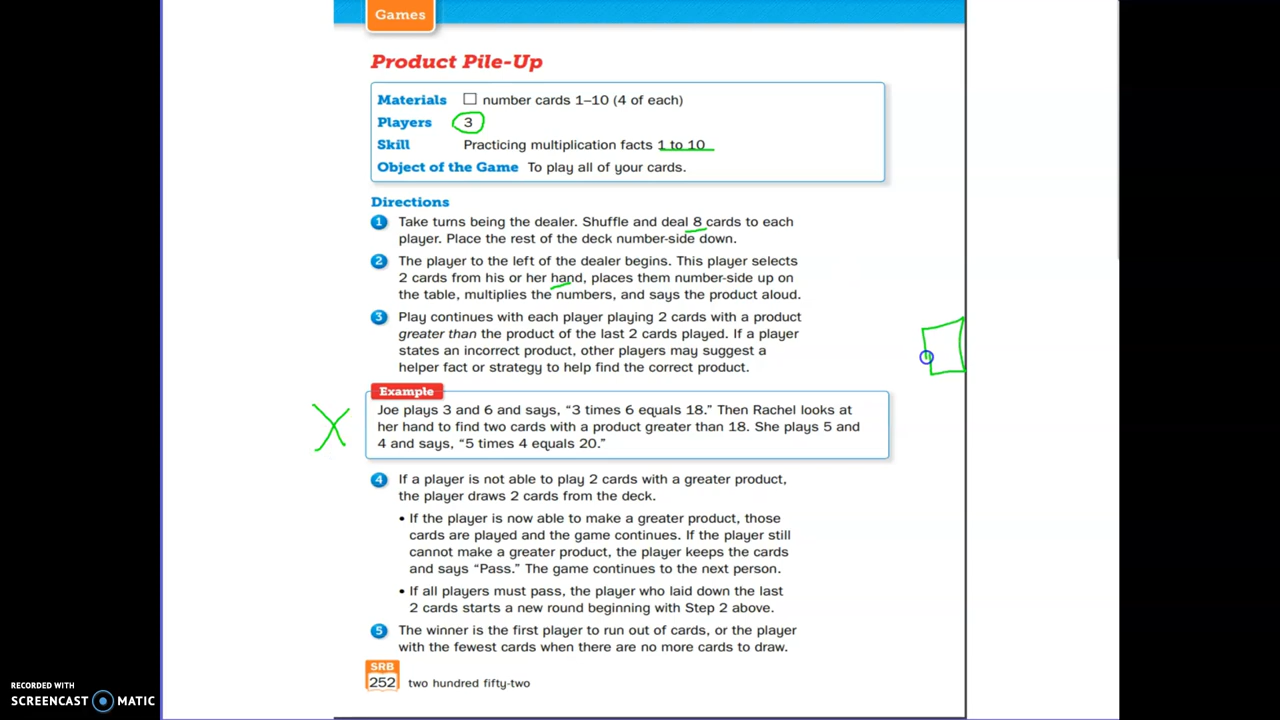 Games
Product Pile-Up
Materials □ number cards 1–10 (4 of each)
Players 3
Skill Practicing multiplication facts 1 to 10
Object of the Game To play all of your cards.
Directions
1 Take turns being the dealer. Shuffle and deal 8 cards to each
player. Place the rest of the deck number-side down.
2 The player to the left of the dealer begins. This player selects
2 cards from his or her hand, places them number-side up on
the table, multiplies the numbers, and says the product aloud.
3 Play continues with each player playing 2 cards with a product
greater than the product of the last 2 cards played. If a player
states an incorrect product, other players may suggest a
helper fact or strategy to help find the correct product.
Example
Joe plays 3 and 6 and says, “3 times 6 equals 18.” Then Rachel looks at
her hand to find two cards with a product greater than 18. She plays 5 and
4 and says, “5 times 4 equals 20.”
4 If a player is not able to play 2 cards with a greater product,
the player draws 2 cards from the deck.
• If the player is now able to make a greater product, those
cards are played and the game continues. If the player still
cannot make a greater product, the player keeps the cards
and says “Pass.” The game continues to the next person.
• If all players must pass, the player who laid down the last
2 cards starts a new round beginning with Step 2 above.
5 The winner is the first player to run out of cards, or the player
with the fewest cards when there are no more cards to draw.
SRB
252 two hundred fifty-two
RECORDED WITH
SCREENCAST MATIC